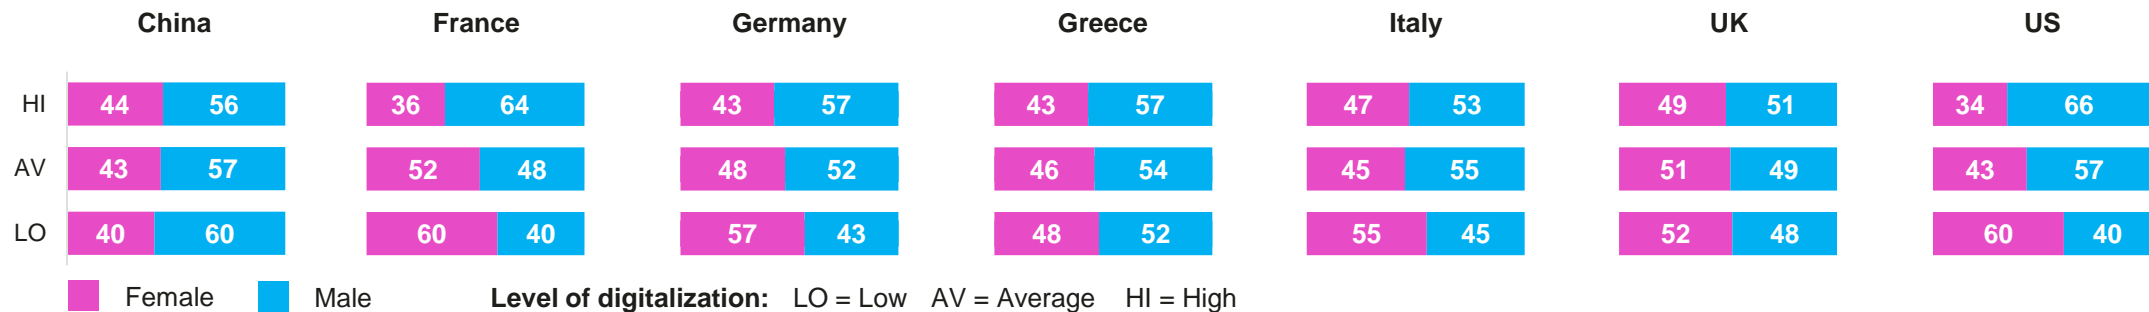 China France Germany Greece Italy UK US
HI 44 56 36 64 43 57 43 57 47 53 49 51 34 66
AV 43 57 52 48 48 52 46 54 45 55 51 49 43 57
LO 40 60 60 40 57 43 48 52 55 45 52 48 60 40
Female Male Level of digitalization: LO = Low AV = Average HI = High